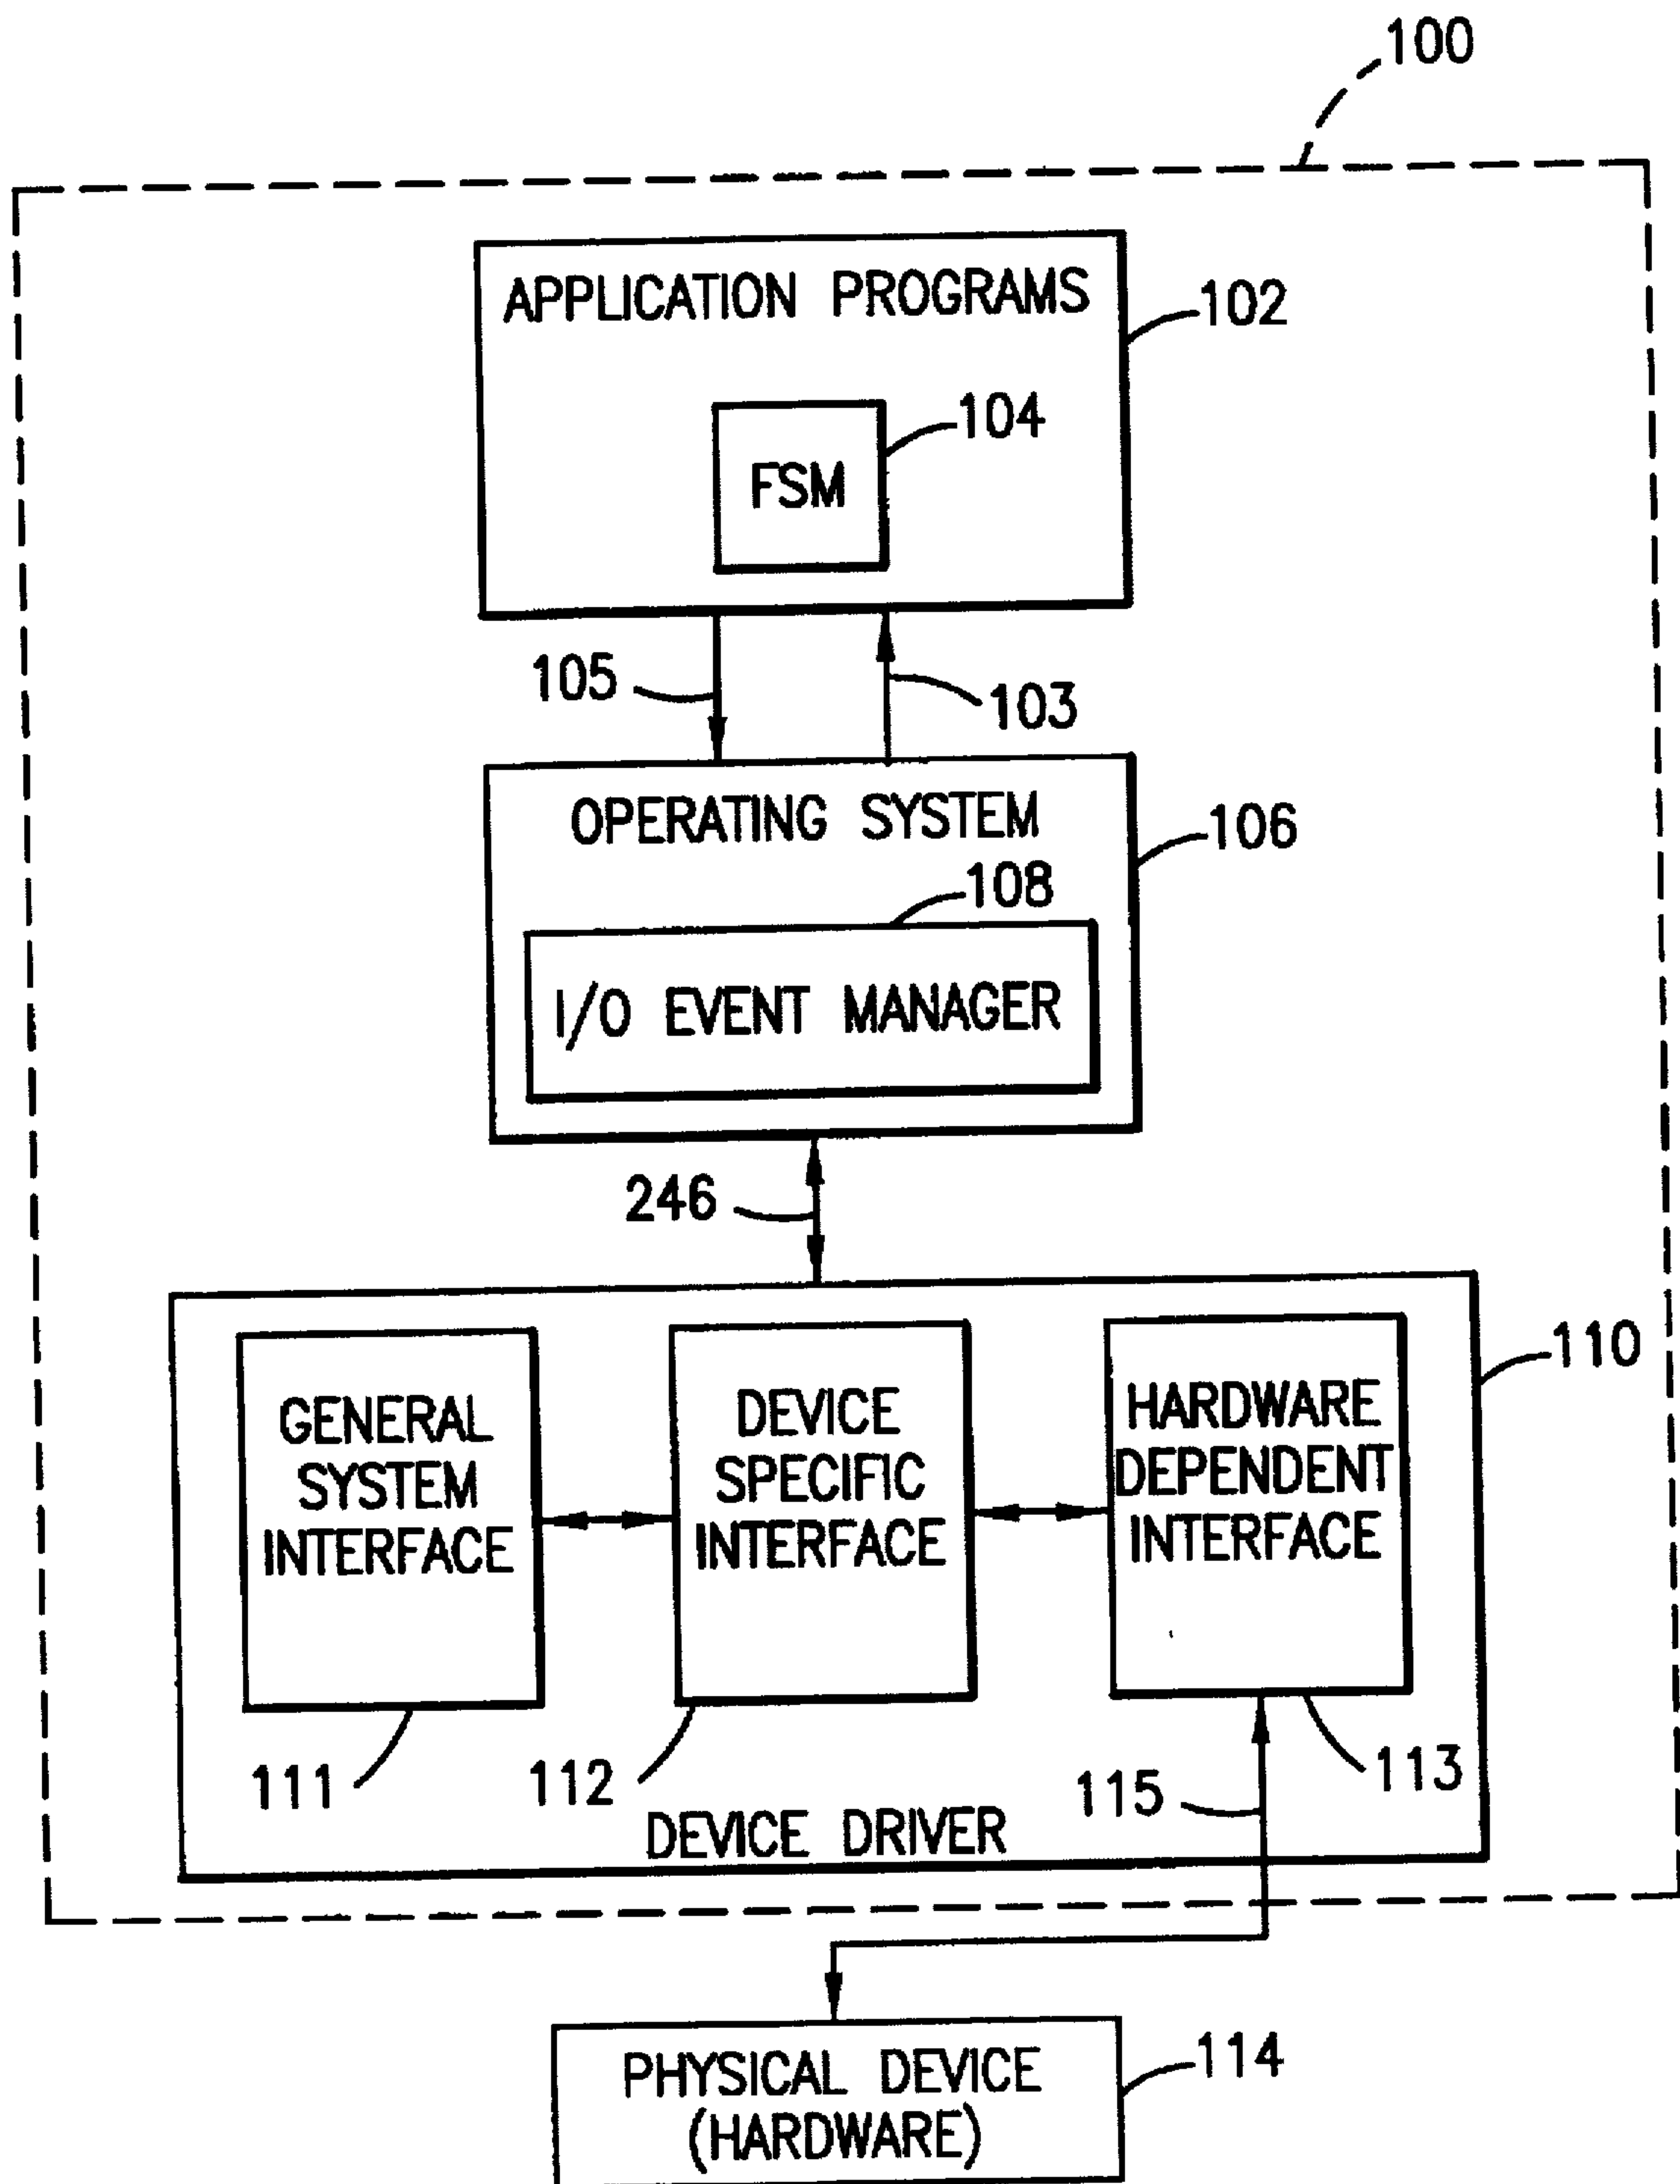 100
APPLICATION PROGRAMS
102
104
FSM
105
103
OPERATING SYSTEM
106
108
I/O EVENT MANAGER
246
110
GENERAL
SYSTEM
INTERFACE
DEVICE
SPECIFIC
INTERFACE
HARDWARE
DEPENDENT
INTERFACE
111
112
115
113
DEVICE DRIVER
PHYSICAL DEVICE
(HARDWARE)
114